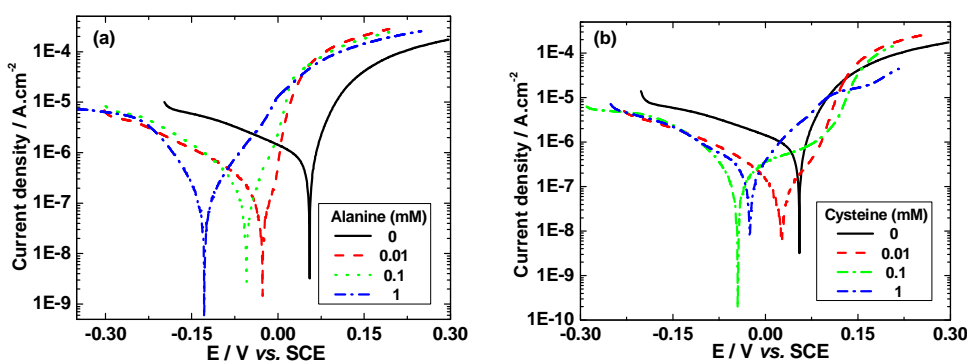 (a)
Current density / A.cm-2
1E-4
1E-5
1E-6
1E-7
1E-8
1E-9
-0.30 -0.15 0.00 0.15 0.30
E / V vs. SCE
Alanine (mM)
0
0.01
0.1
1
(b)
Current density / A.cm-2
1E-4
1E-5
1E-6
1E-7
1E-8
1E-9
1E-10
-0.30 -0.15 0.00 0.15 0.30
E / V vs. SCE
Cysteine (mM)
0
0.01
0.1
1